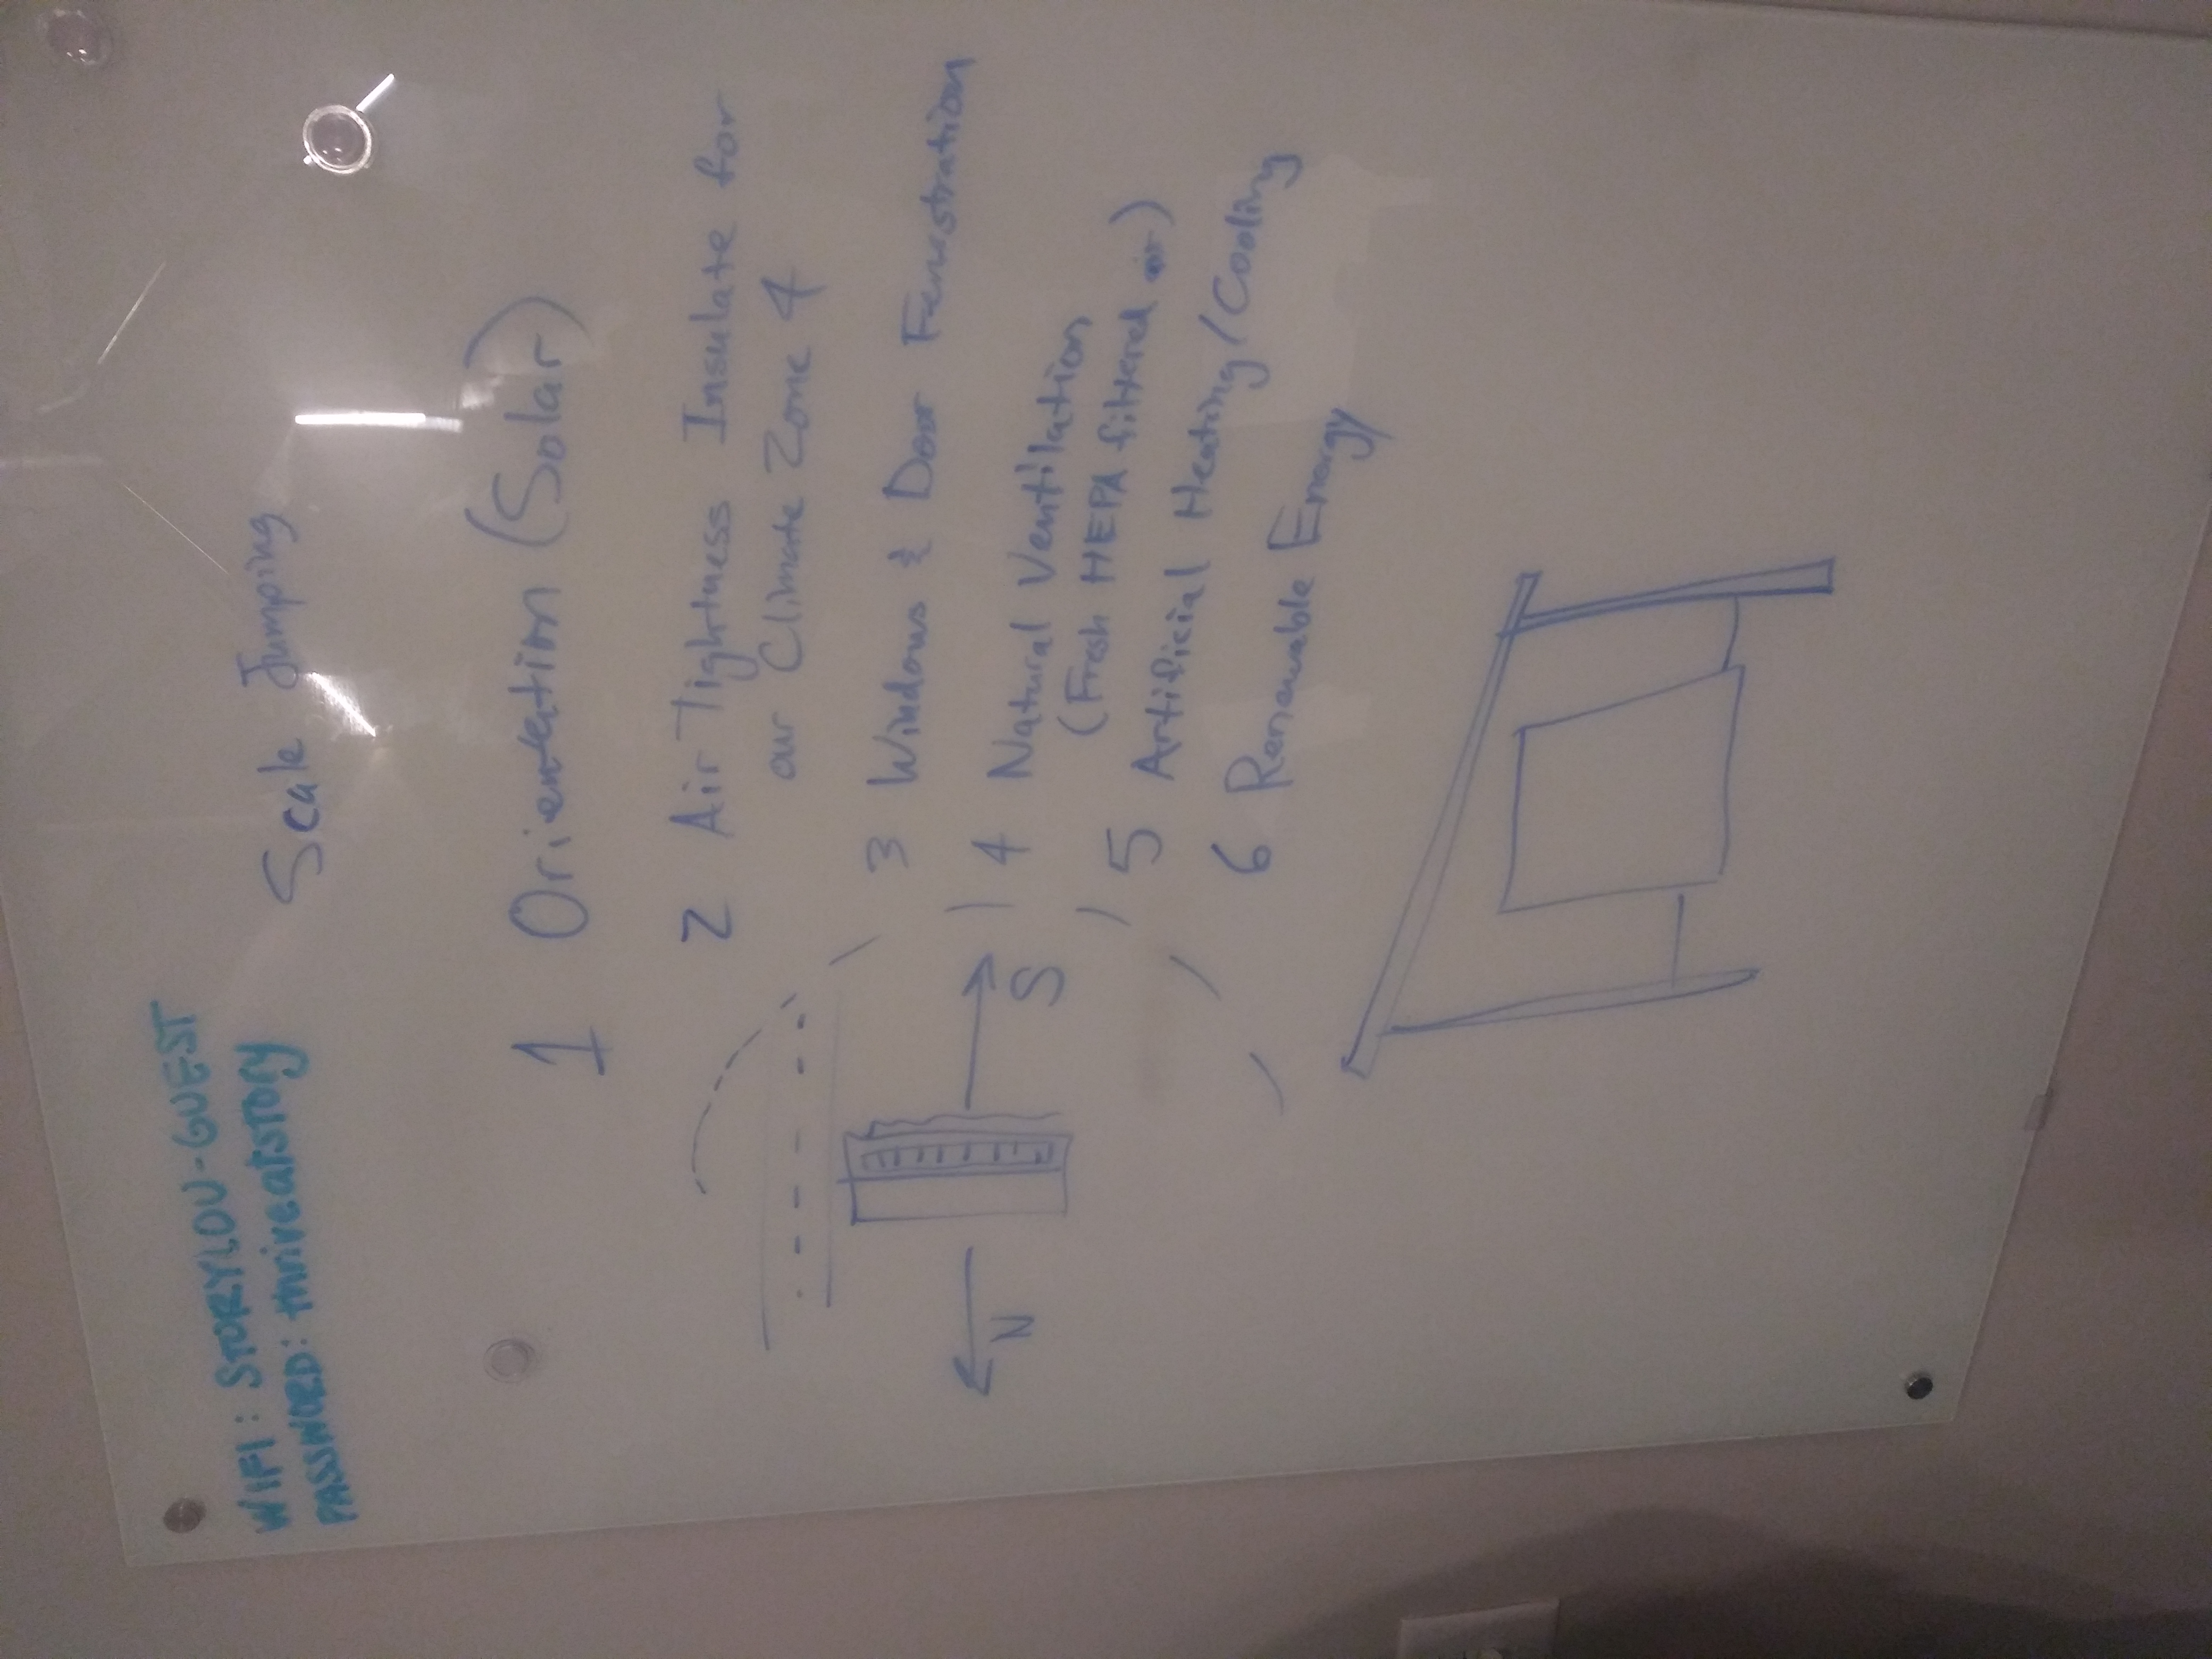 WIFI: STORYLOU-GUEST
PASSWORD: thriveatstory
Scale Jumping
1 Orientation (Solar)
2 Air Tightness Insulate for
our Climate Zone 4
3 Windows & Door Fenustration
4 Natural Ventilation
(Fresh HEPA filtered air)
5 Artificial Heating/Cooling
6 Renewable Energy
N
S